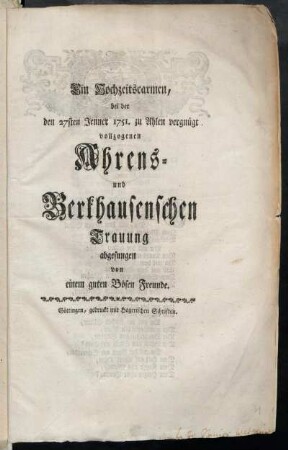 Ein Hochzeitscarmen,
bei der
den 27sten Jenner 1751. zu Ahlen vergnügt
vollzogenen
Ahrens-
und
Berkhausenschen
Trauung
abgesungen
von
einem guten Bösen Freunde.
Göttingen, gedruckt mit Hagerschen Schriften.